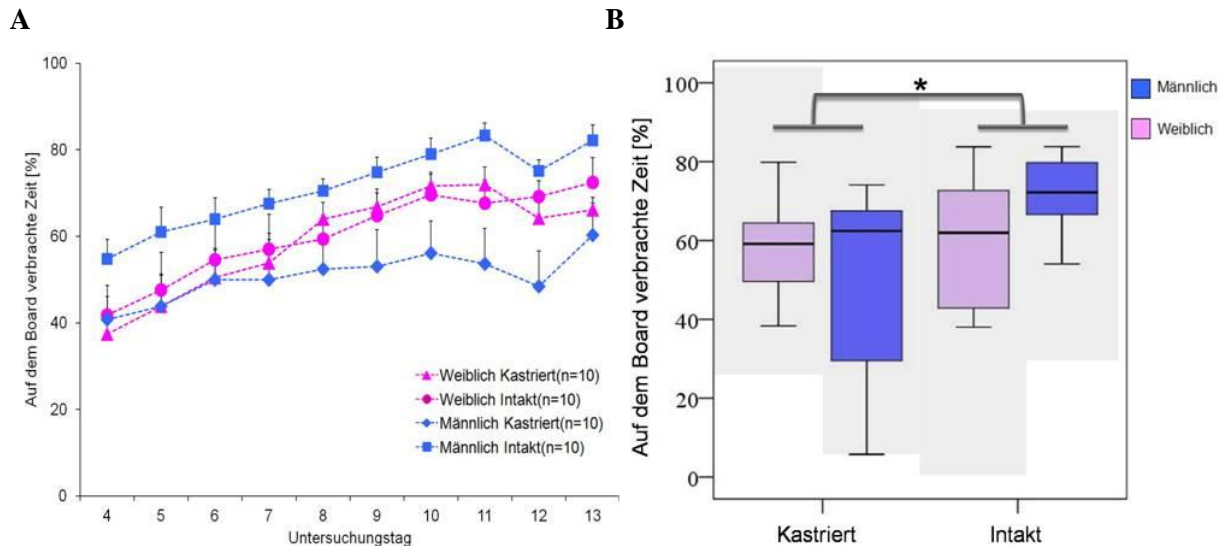 A
Auf dem Board verbrachte Zeit [%]
100
80
60
40
20
0
4 5 6 7 8 9 10 11 12 13
Untersuchungstag
Weiblich Kastriert(n=10)
Weiblich Intakt(n=10)
Männlich Kastriert(n=10)
Männlich Intakt(n=10)
B
Auf dem Board verbrachte Zeit [%]
100
80
60
40
20
0
*
Kastriert Intakt
Männlich
Weiblich